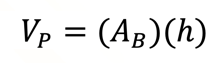 V_P = (A_B)(h)